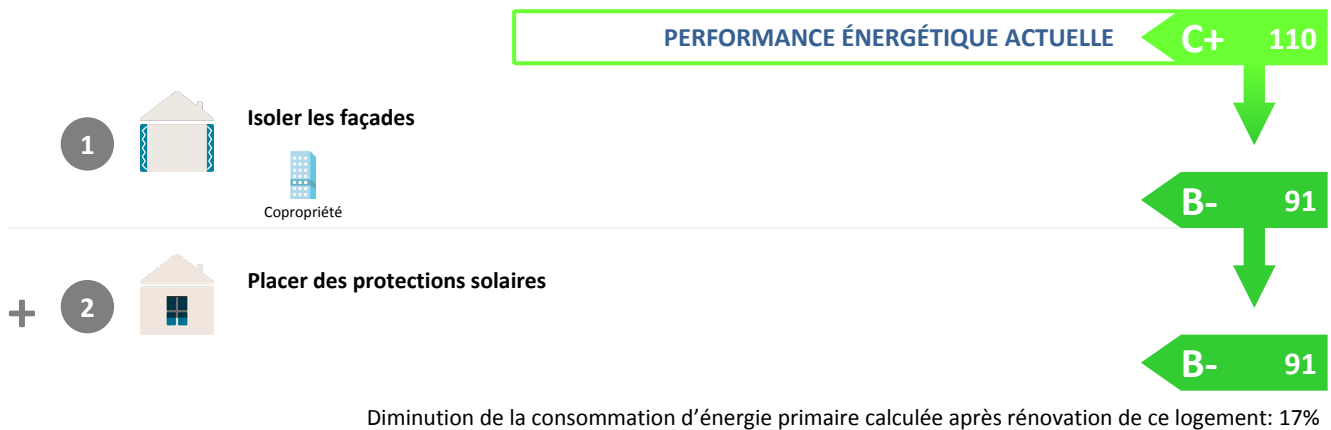 PERFORMANCE ÉNERGÉTIQUE ACTUELLE C+ 110
1 Isoler les façades
Copropriété
B- 91
+ 2 Placer des protections solaires
B- 91
Diminution de la consommation d’énergie primaire calculée après rénovation de ce logement: 17%